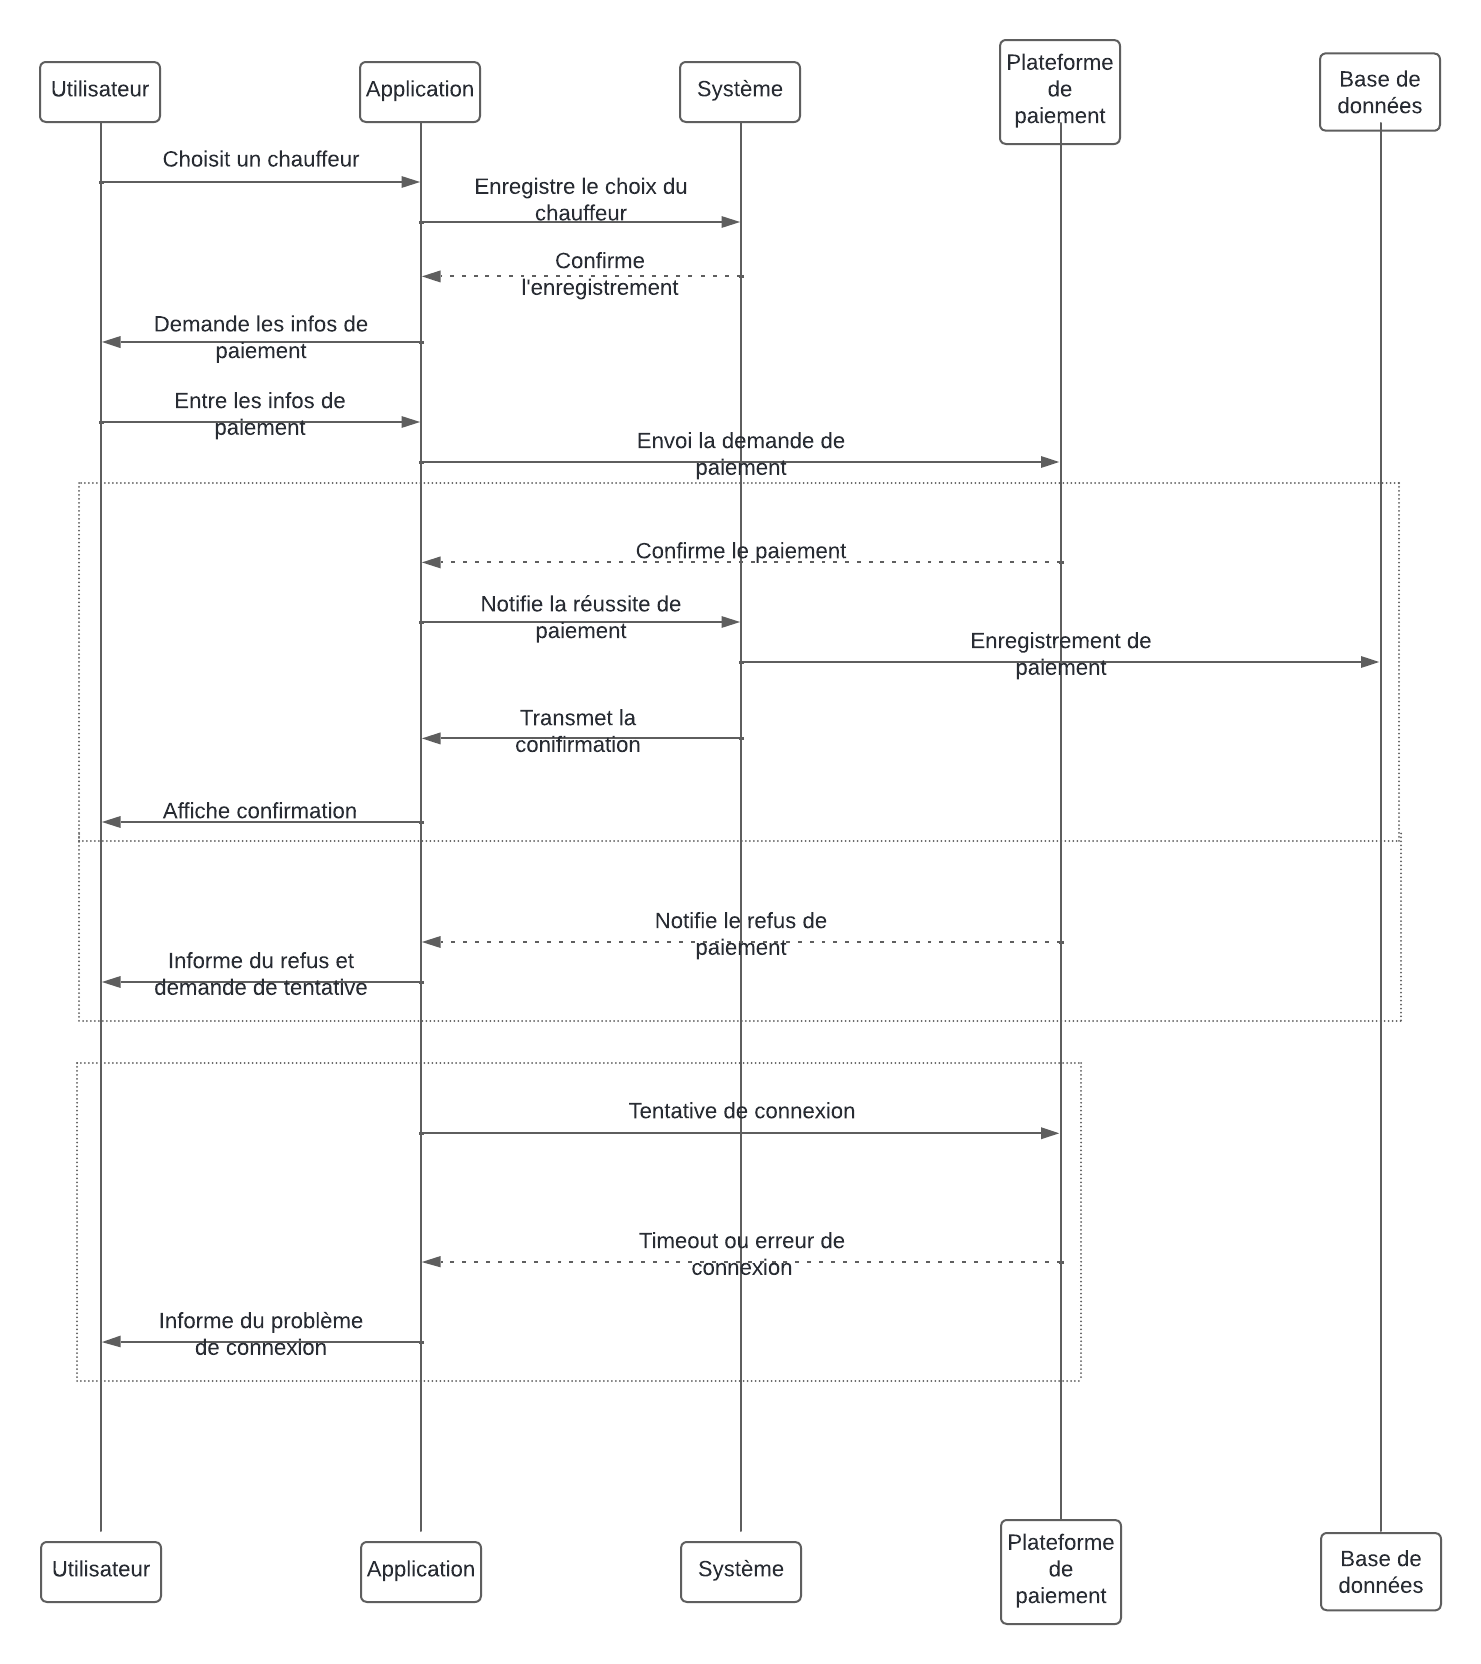 Utilisateur
Application
Système
Plateforme
de
paiement
Base de
données
Choisit un chauffeur
Enregistre le choix du
chauffeur
Confirme
l'enregistrement
Demande les infos de
paiement
Entre les infos de
paiement
Envoi la demande de
paiement
Confirme le paiement
Notifie la réussite de
paiement
Enregistrement de
paiement
Transmet la
conifirmation
Affiche confirmation
Notifie le refus de
paiement
Informe du refus et
demande de tentative
Tentative de connexion
Timeout ou erreur de
connexion
Informe du problème
de connexion
Utilisateur
Application
Système
Plateforme
de
paiement
Base de
données